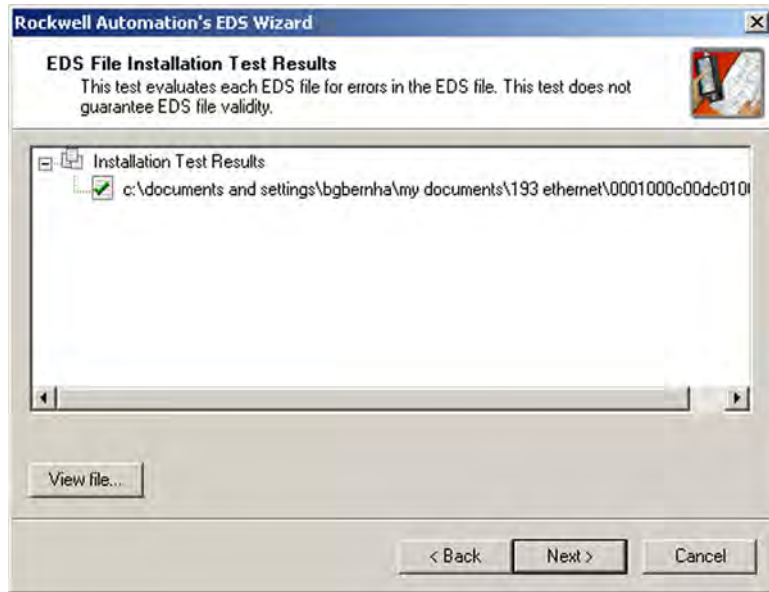 Rockwell Automation's EDS Wizard
EDS File Installation Test Results
This test evaluates each EDS file for errors in the EDS file. This test does not
guarantee EDS file validity.
Installation Test Results
c:\documents and settings\bgbernha\my documents\193 ethernet\0001000c00dc010
View file...
< Back
Next >
Cancel